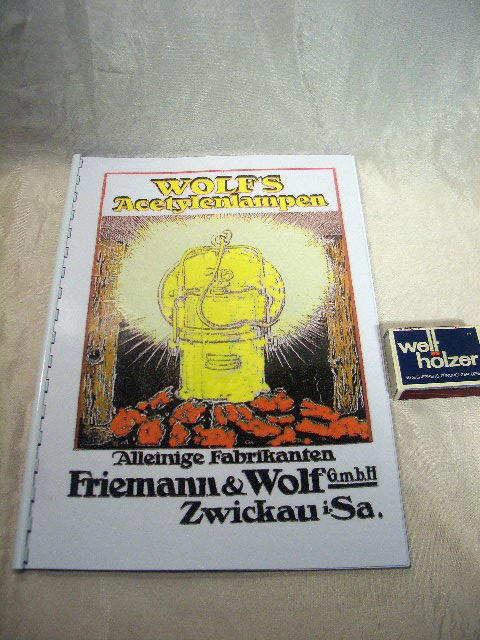 WOLF'S
Acetylenlampen
Alleinige Fabrikanten
Friemann & Wolf G.m.b.H
Zwickau i. Sa.
welt
hölzer